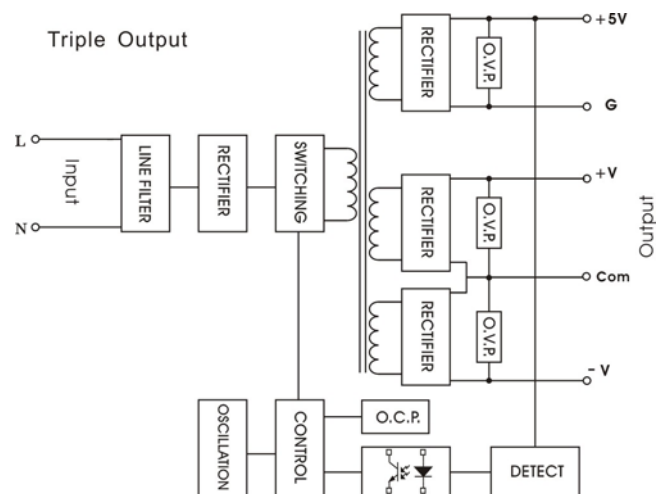 Triple Output
L
N
Input
LINE FILTER
RECTIFIER
SWITCHING
RECTIFIER
RECTIFIER
RECTIFIER
O.V.P.
O.V.P.
O.V.P.
+5V
G
+V
Com
- V
Output
OSCILLATION
CONTROL
O.C.P.
DETECT